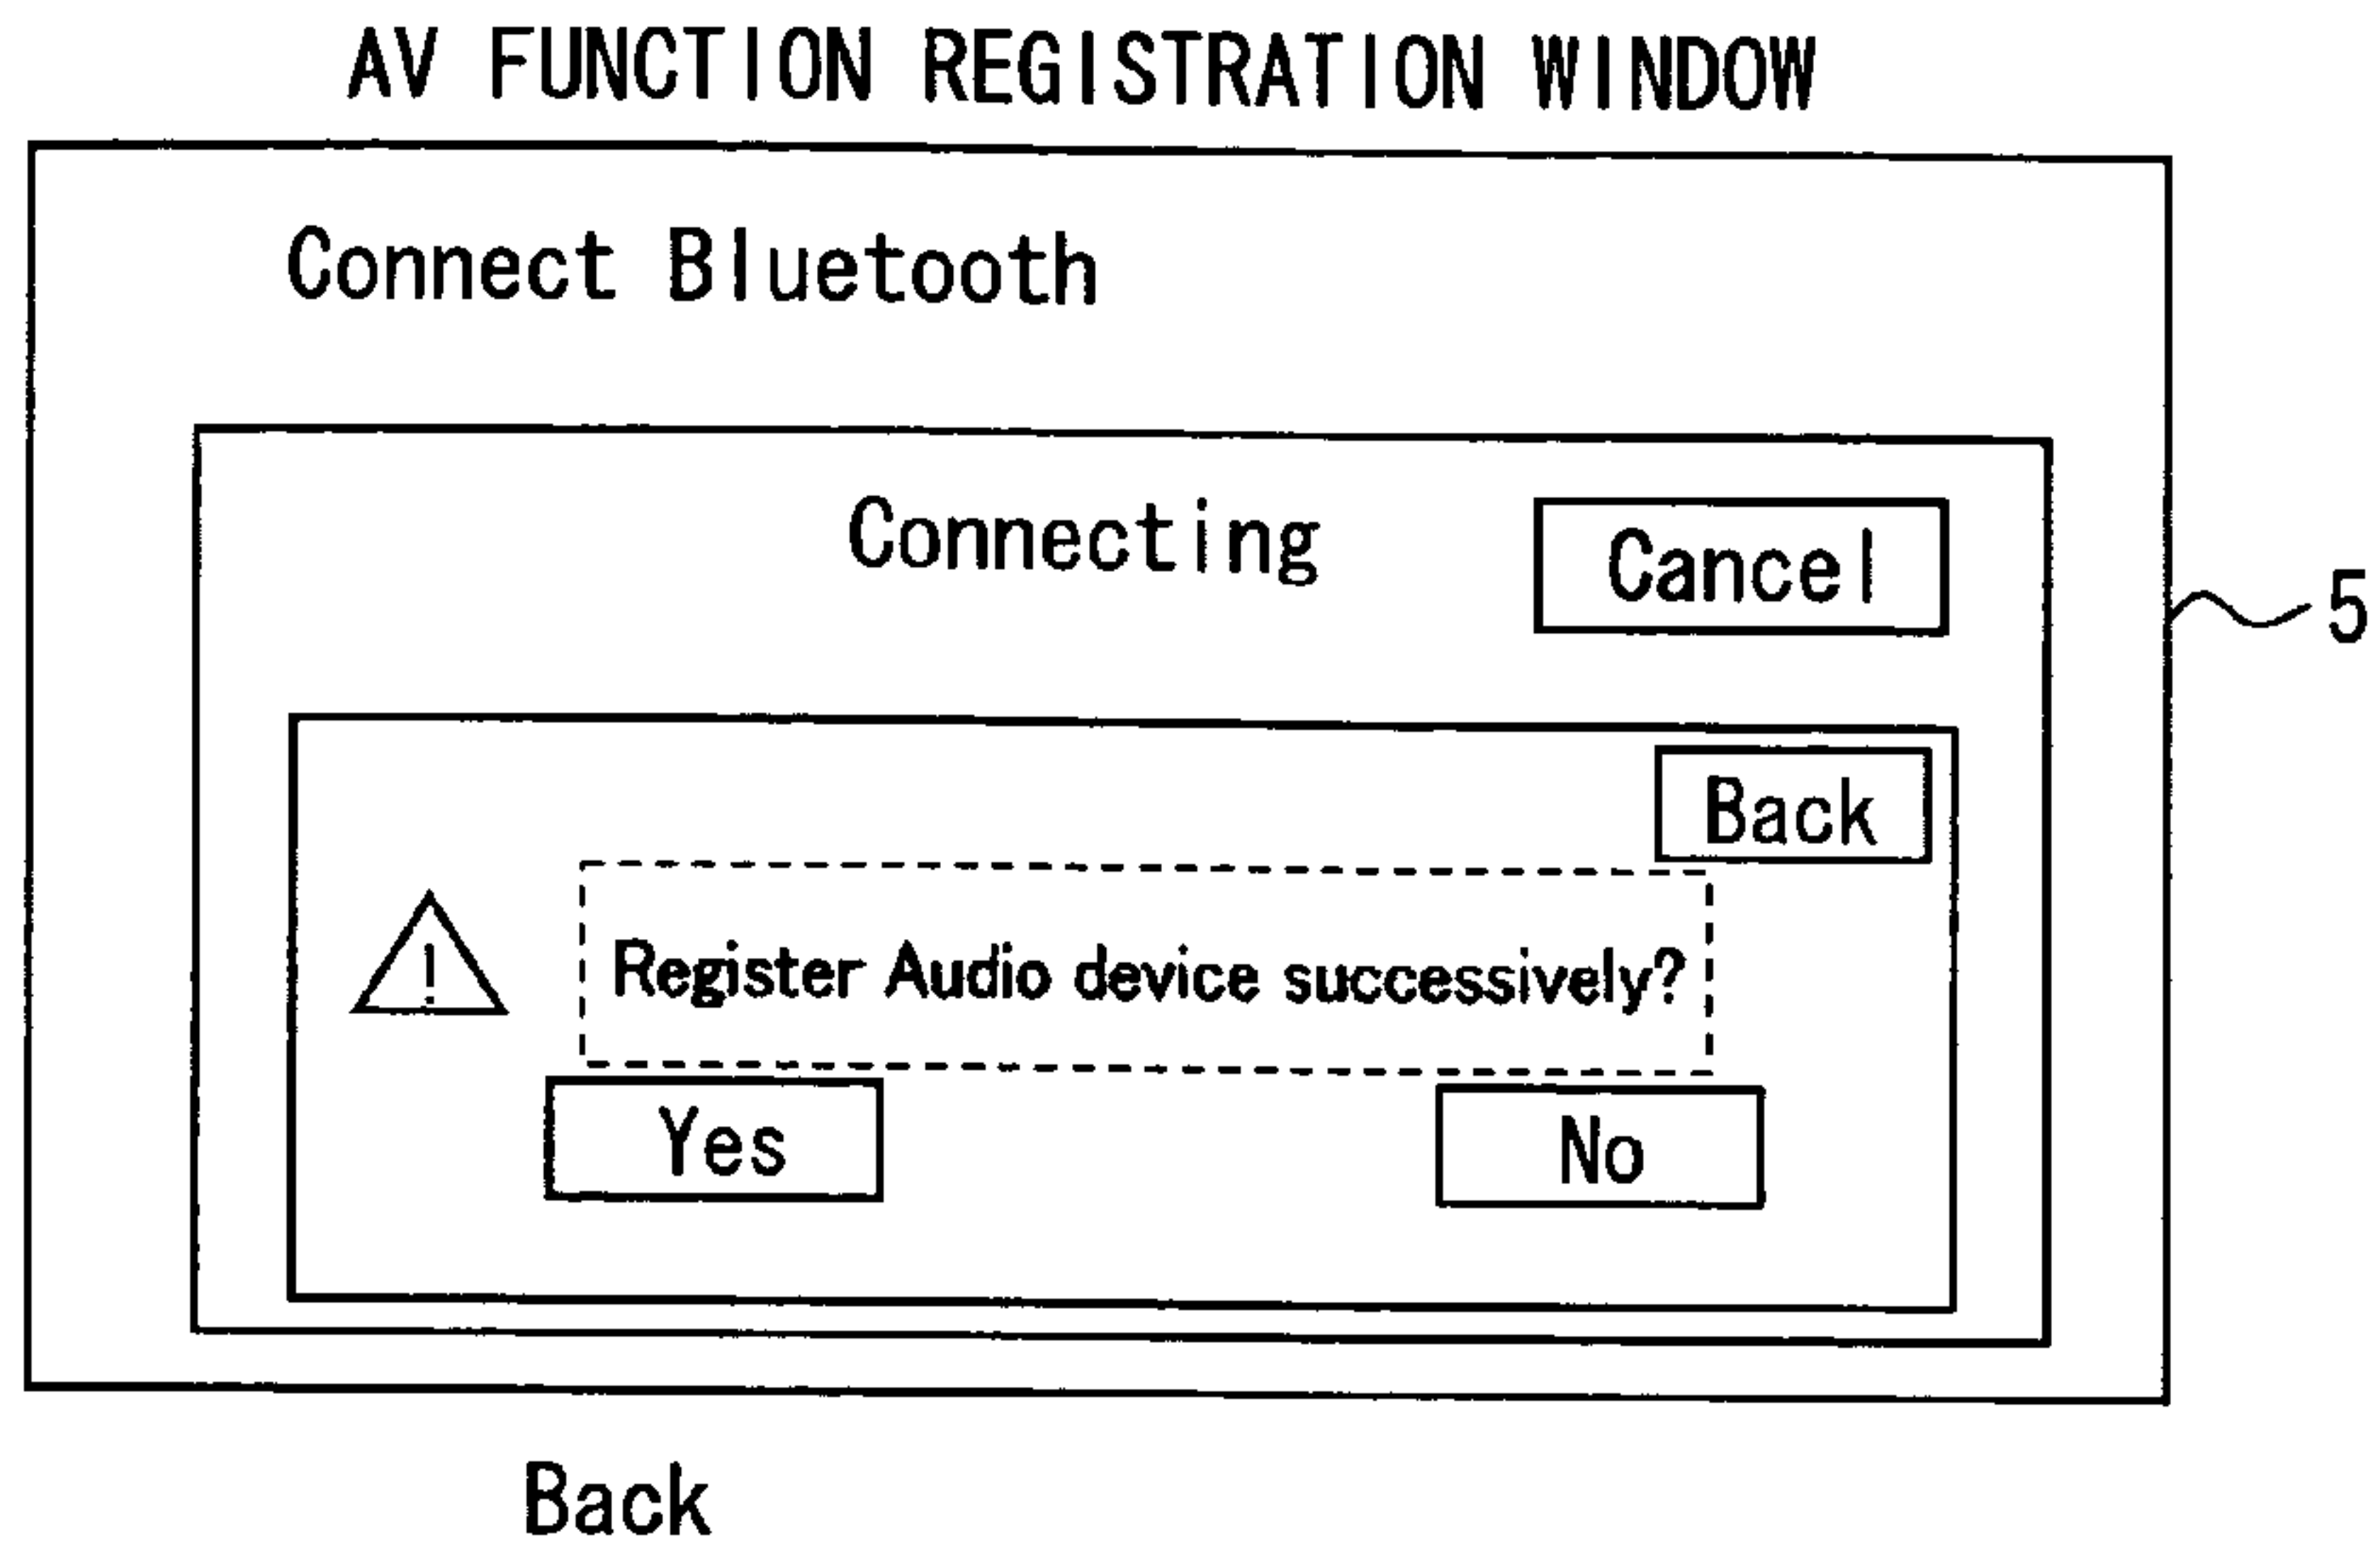 AV FUNCTION REGISTRATION WINDOW
Connect Bluetooth
Connecting
Cancel
5
Back
!
Register Audio device successively?
Yes
No
Back